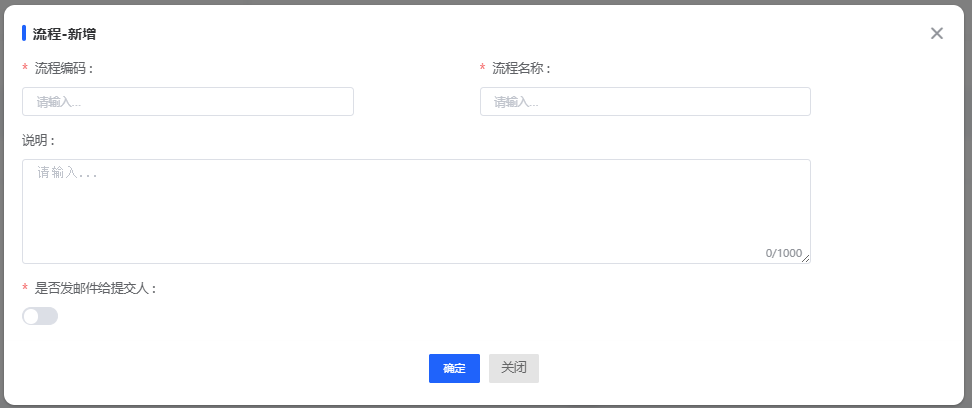 流程-新增
* 流程编码：
* 流程名称：
请输入...
请输入...
说明：
请输入...
0/1000
* 是否发邮件给提交人：
确定
关闭